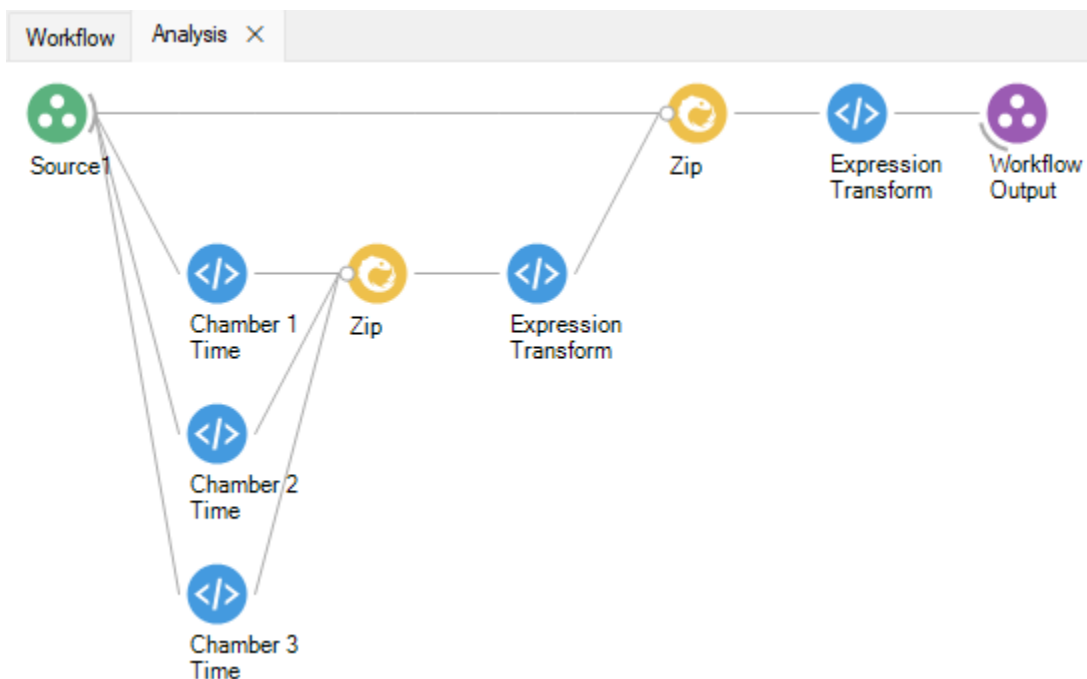 Workflow
Analysis
Source1
Zip
Expression
Transform
Workflow
Output
Chamber 1
Time
Zip
Expression
Transform
Chamber 2
Time
Chamber 3
Time